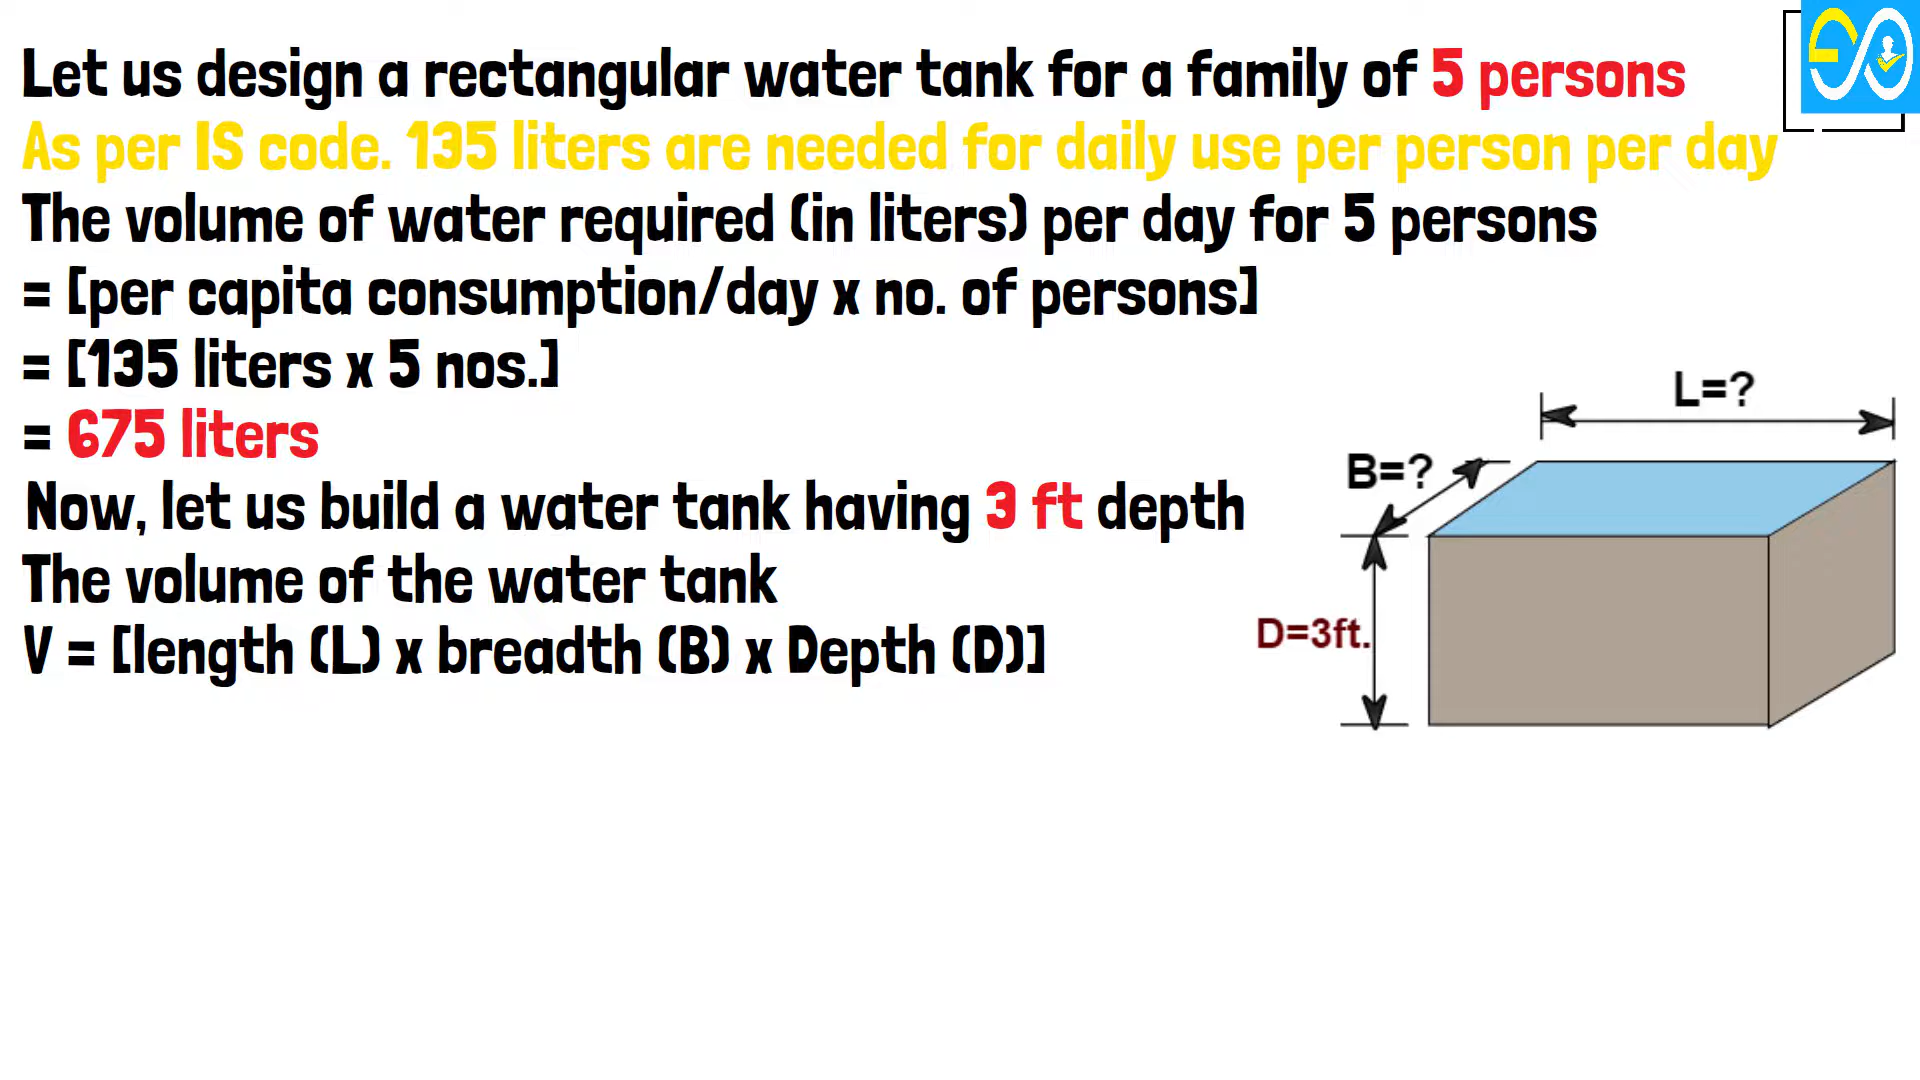 Let us design a rectangular water tank for a family of 5 persons
As per IS code. 135 liters are needed for daily use per person per day
The volume of water required (in liters) per day for 5 persons
= [per capita consumption/day x no. of persons]
= [135 liters x 5 nos.]
= 675 liters
Now, let us build a water tank having 3 ft depth
The volume of the water tank
V = [length (L) x breadth (B) x Depth (D)]
L=?
B=?
D=3ft.